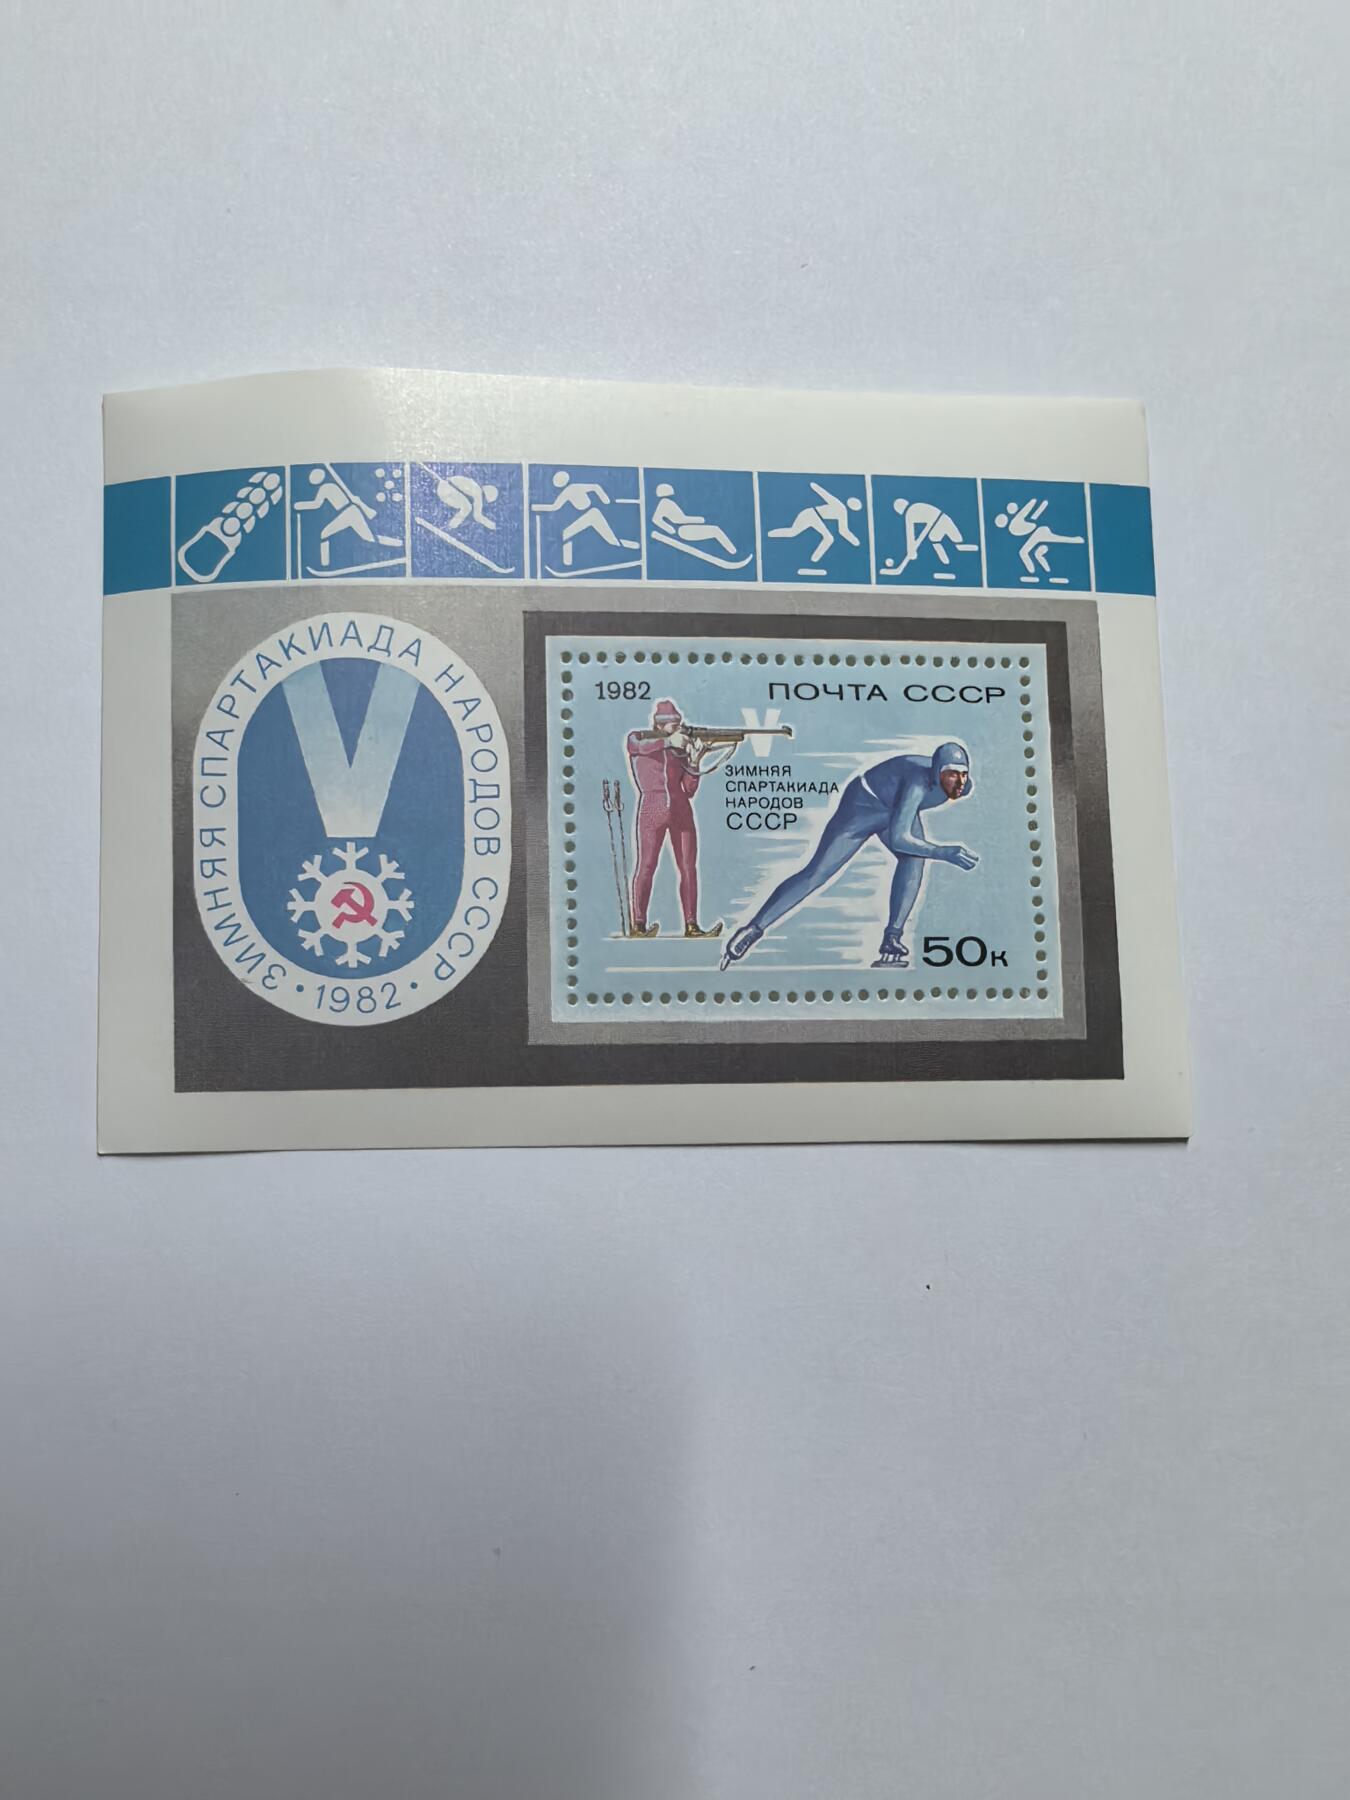 ЗИМНЯЯ СПАРТАКИАДА НАРОДОВ СССР
• 1982 •
V
1982 ПОЧТА СССР
V
ЗИМНЯЯ
СПАРТАКИАДА
НАРОДОВ
СССР
50к